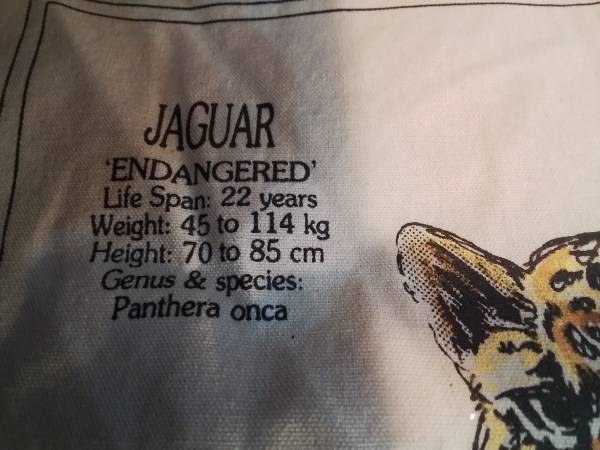 JAGUAR
'ENDANGERED'
Life Span: 22 years
Weight: 45 to 114 kg
Height: 70 to 85 cm
Genus & species:
Panthera onca